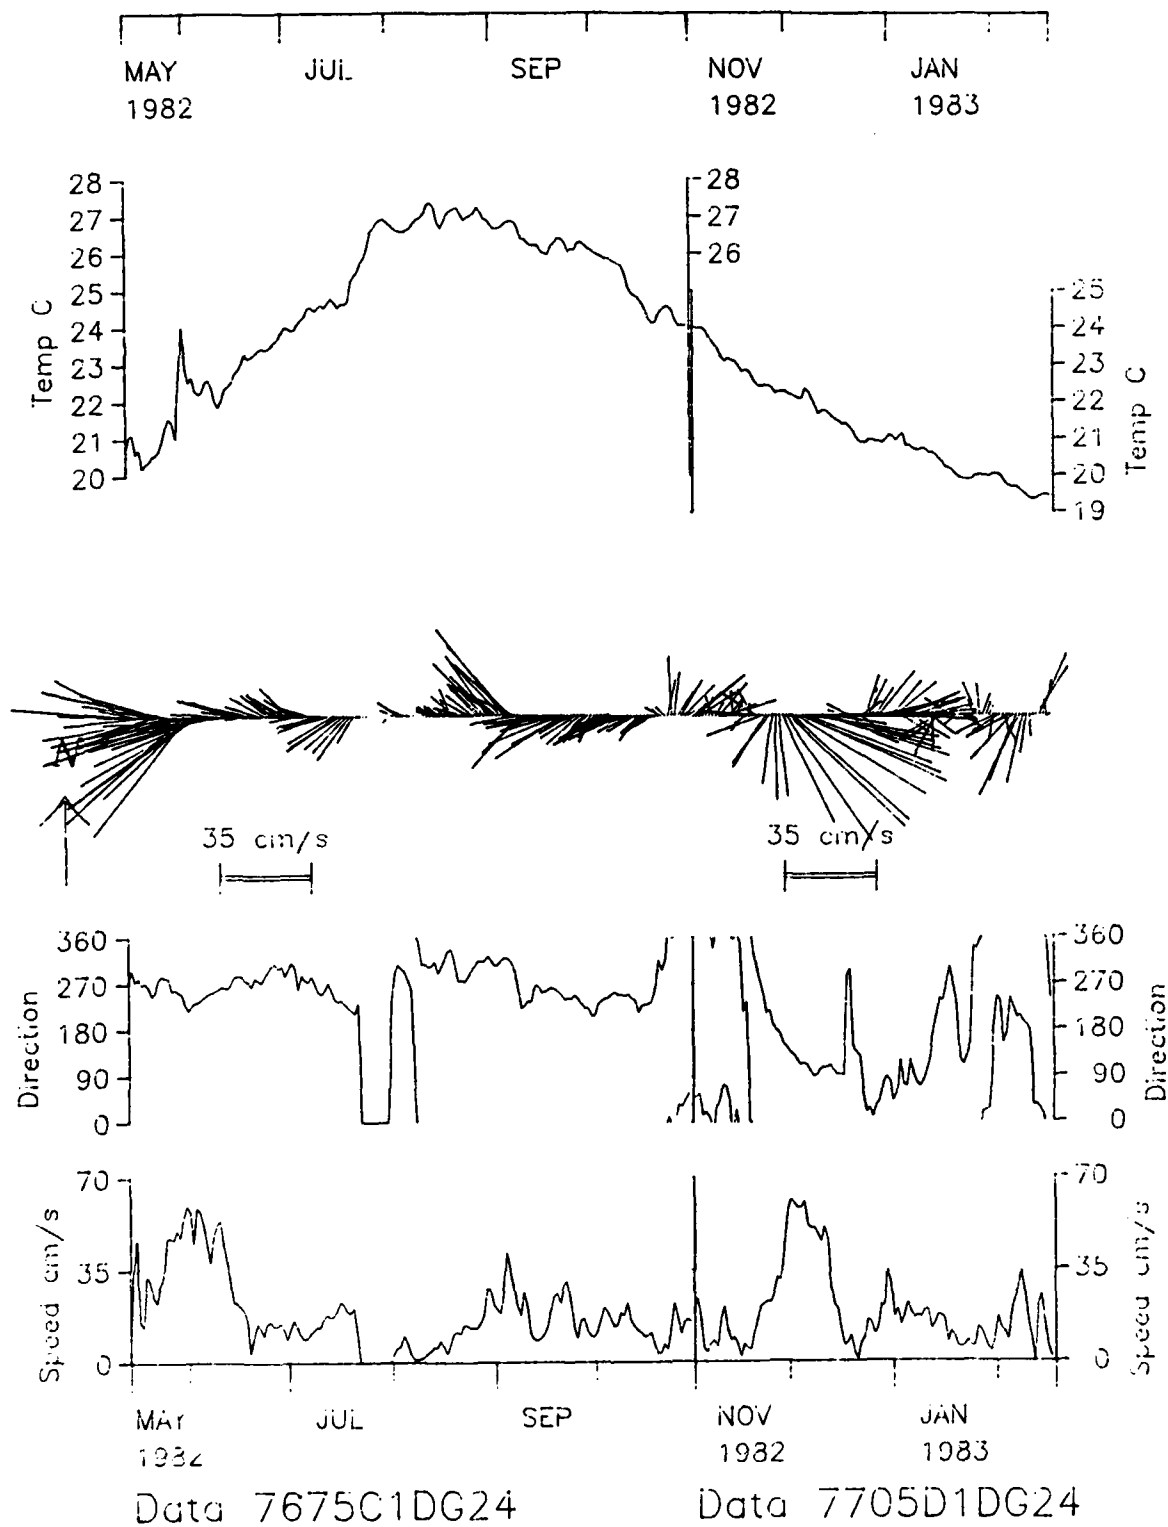 MAY JUL SEP NOV JAN
1982 1982 1983
28 28
27 27
26 26
25 25
24 24
23 23
22 22
21 21
20 20
19
Temp C Temp C
N
35 cm/s 35 cm/s
360 360
270 270
180 180
90 90
0 0
Direction Direction
70 70
35 35
0 0
Speed cm/s Speed cm/s
MAY JUL SEP NOV JAN
1982 1982 1983
Data 7675C1DG24 Data 7705D1DG24